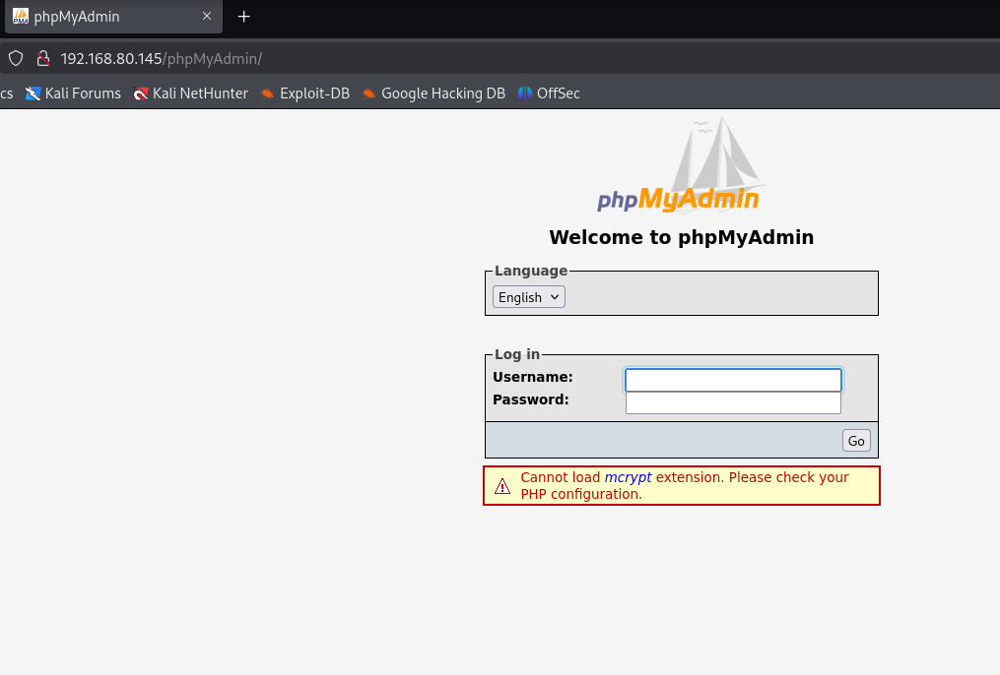 phpMyAdmin
192.168.80.145/phpMyAdmin/
cs Kali Forums Kali NetHunter Exploit-DB Google Hacking DB OffSec
phpMyAdmin
Welcome to phpMyAdmin
Language
English
Log in
Username:
Password:
Go
Cannot load mcrypt extension. Please check your
PHP configuration.